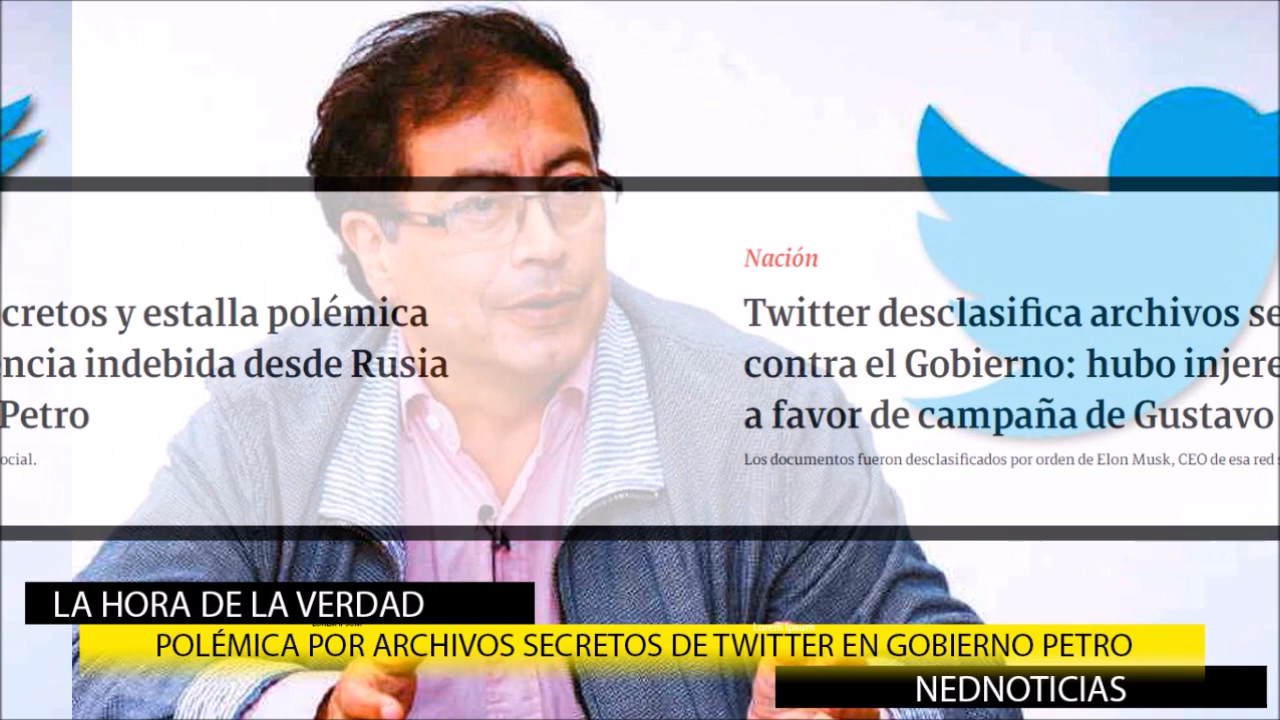 Nación
cretos y estalla polémica
ncia indebida desde Rusia
Petro
ocial.
Twitter desclasifica archivos se
contra el Gobierno: hubo injere
a favor de campaña de Gustavo
Los documentos fueron desclasificados por orden de Elon Musk, CEO de esa red s
LA HORA DE LA VERDAD
Lorem ipsum
POLÉMICA POR ARCHIVOS SECRETOS DE TWITTER EN GOBIERNO PETRO
NEDNOTICIAS